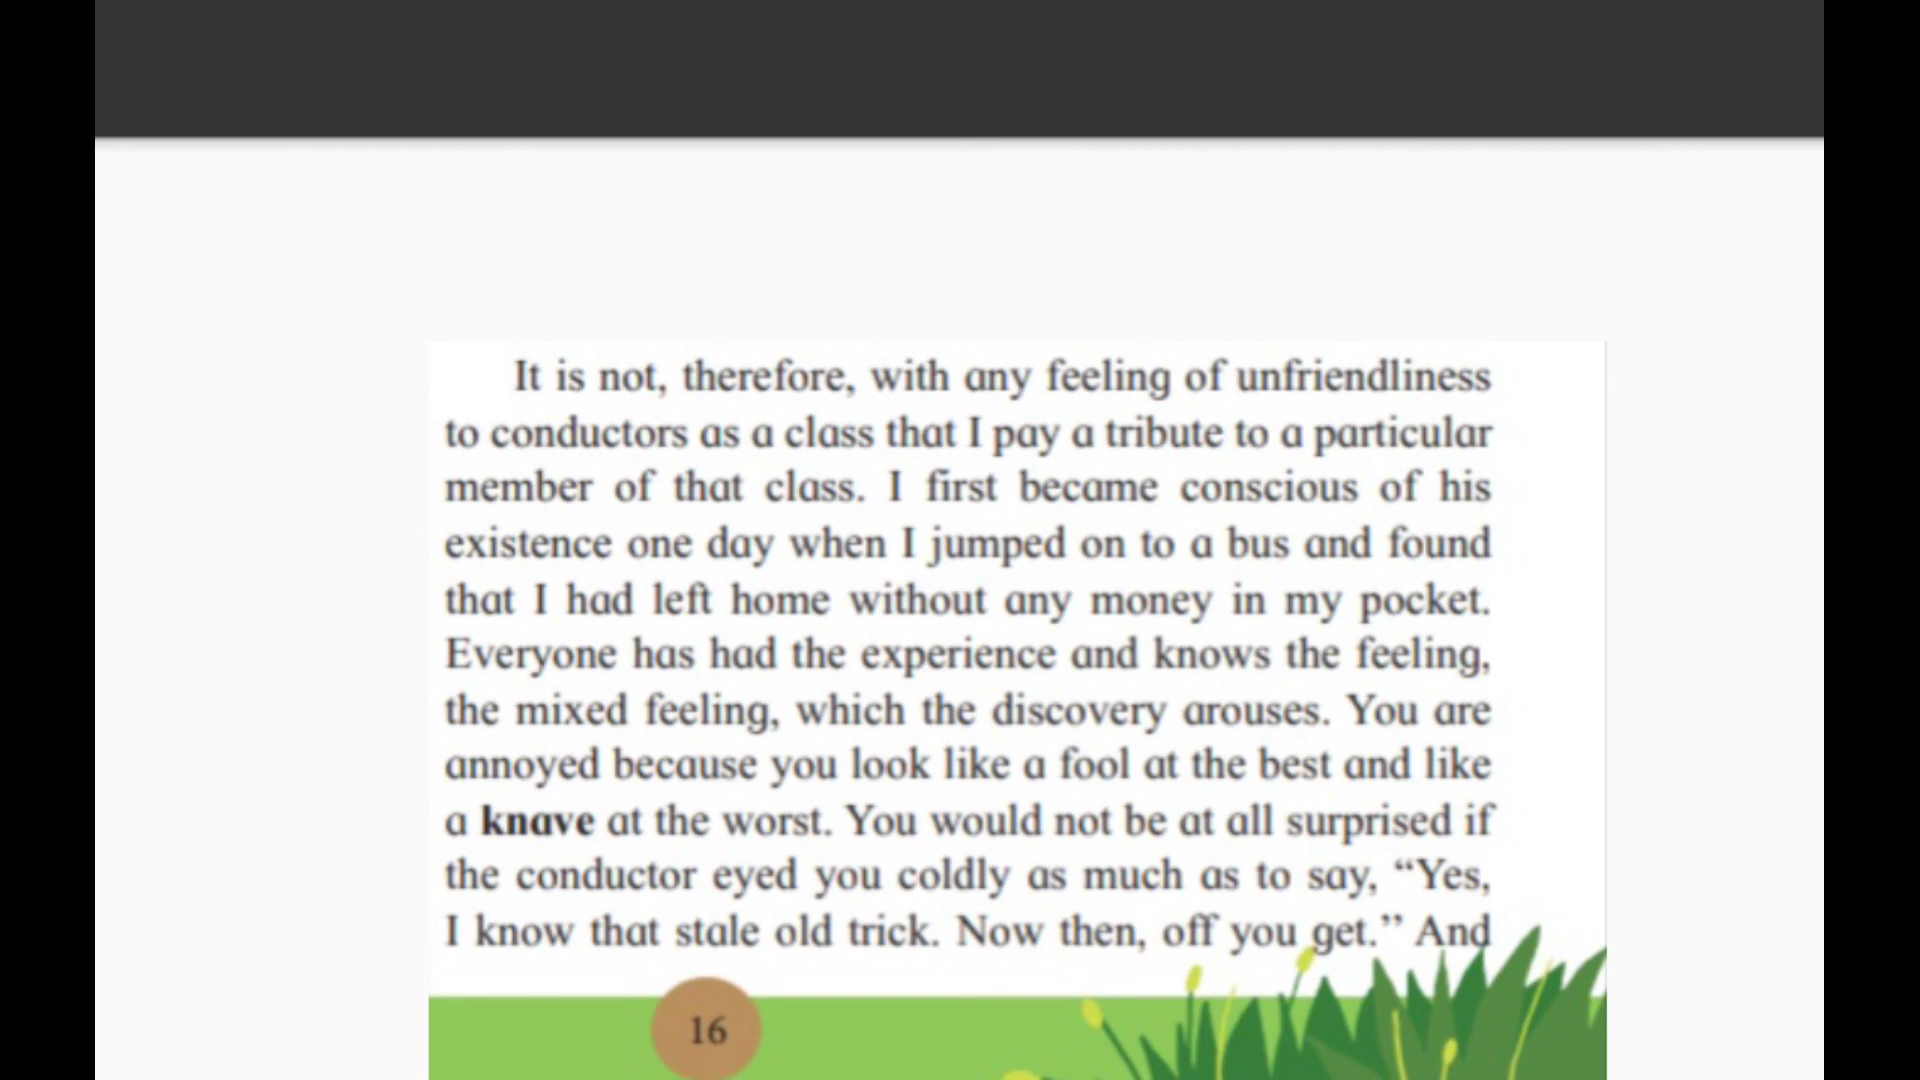 It is not, therefore, with any feeling of unfriendliness
to conductors as a class that I pay a tribute to a particular
member of that class. I first became conscious of his
existence one day when I jumped on to a bus and found
that I had left home without any money in my pocket.
Everyone has had the experience and knows the feeling,
the mixed feeling, which the discovery arouses. You are
annoyed because you look like a fool at the best and like
a knave at the worst. You would not be at all surprised if
the conductor eyed you coldly as much as to say, “Yes,
I know that stale old trick. Now then, off you get.” And
16